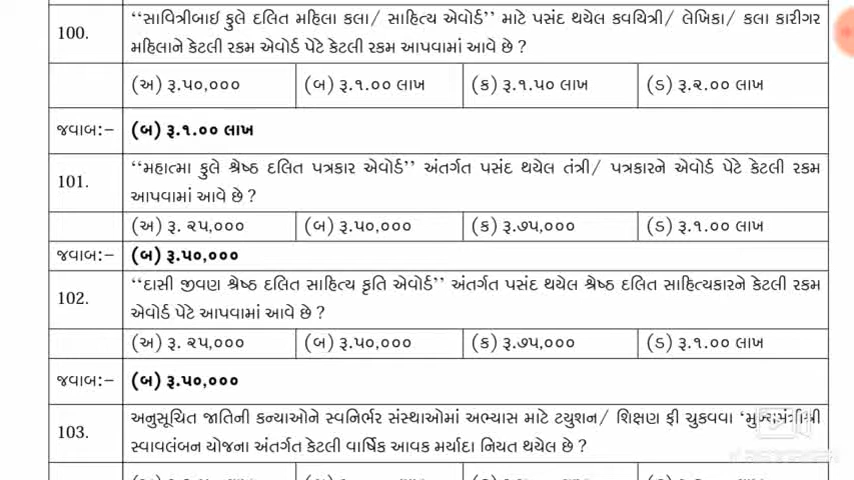 100. “સાવિત્રીબાઈ ફુલે દલિત મહિલા કલા/ સાહિત્ય એવોર્ડ” માટે પસંદ થયેલ કવયિત્રી/ લેખિકા/ કલા કારીગર
મહિલાને કેટલી રકમ એવોર્ડ પેટે કેટલી રકમ આપવામાં આવે છે ?
(અ) રૂ.૫૦,૦૦૦ (બ) રૂ.૧.૦૦ લાખ (ક) રૂ.૧.૫૦ લાખ (ડ) રૂ.૨.૦૦ લાખ
જવાબ:- (બ) રૂ.૧.૦૦ લાખ
101. “મહાત્મા ફુલે શ્રેષ્ઠ દલિત પત્રકાર એવોર્ડ” અંતર્ગત પસંદ થયેલ તંત્રી/ પત્રકારને એવોર્ડ પેટે કેટલી રકમ
આપવામાં આવે છે ?
(અ) રૂ. ૨૫,૦૦૦ (બ) રૂ.૫૦,૦૦૦ (ક) રૂ.૭૫,૦૦૦ (ડ) રૂ.૧.૦૦ લાખ
જવાબ:- (બ) રૂ.૫૦,૦૦૦
102. “દાસી જીવણ શ્રેષ્ઠ દલિત સાહિત્ય કૃતિ એવોર્ડ” અંતર્ગત પસંદ થયેલ શ્રેષ્ઠ દલિત સાહિત્યકારને કેટલી રકમ
એવોર્ડ પેટે આપવામાં આવે છે ?
(અ) રૂ. ૨૫,૦૦૦ (બ) રૂ.૫૦,૦૦૦ (ક) રૂ.૭૫,૦૦૦ (ડ) રૂ.૧.૦૦ લાખ
જવાબ:- (બ) રૂ.૫૦,૦૦૦
103. અનુસૂચિત જાતિની કન્યાઓને સ્વનિર્ભર સંસ્થાઓમાં અભ્યાસ માટે ટયુશન/ શિક્ષણ ફી ચુકવવા ‘મુખ્યમંત્રીશ્રી
સ્વાવલંબન યોજના અંતર્ગત કેટલી વાર્ષિક આવક મર્યાદા નિયત થયેલ છે ?